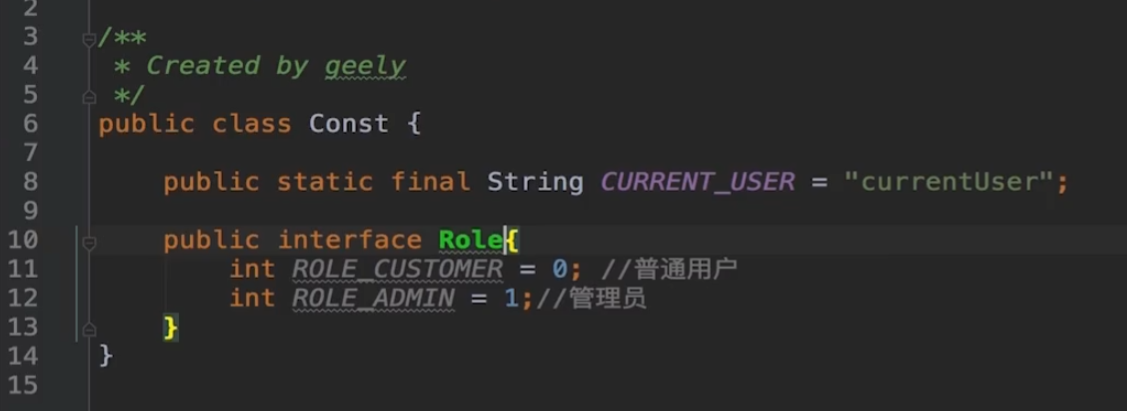 2
3 /**
4  * Created by geely
5  */
6 public class Const {
7
8     public static final String CURRENT_USER = "currentUser";
9
10     public interface Role{
11         int ROLE_CUSTOMER = 0; //普通用户
12         int ROLE_ADMIN = 1;//管理员
13     }
14 }
15